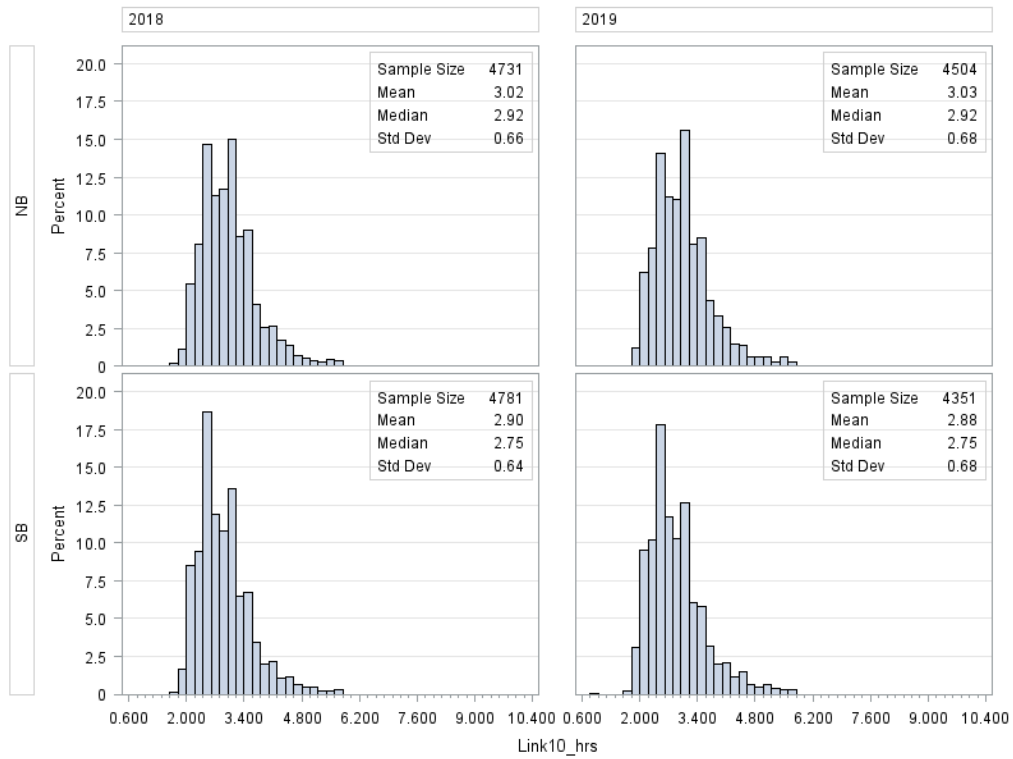 2018
2019
NB
Percent
20.0
17.5
15.0
12.5
10.0
7.5
5.0
2.5
0
Sample Size 4731
Mean 3.02
Median 2.92
Std Dev 0.66
Sample Size 4504
Mean 3.03
Median 2.92
Std Dev 0.68
SB
Percent
20.0
17.5
15.0
12.5
10.0
7.5
5.0
2.5
0
Sample Size 4781
Mean 2.90
Median 2.75
Std Dev 0.64
Sample Size 4351
Mean 2.88
Median 2.75
Std Dev 0.68
0.600 2.000 3.400 4.800 6.200 7.600 9.000 10.400
0.600 2.000 3.400 4.800 6.200 7.600 9.000 10.400
Link10_hrs